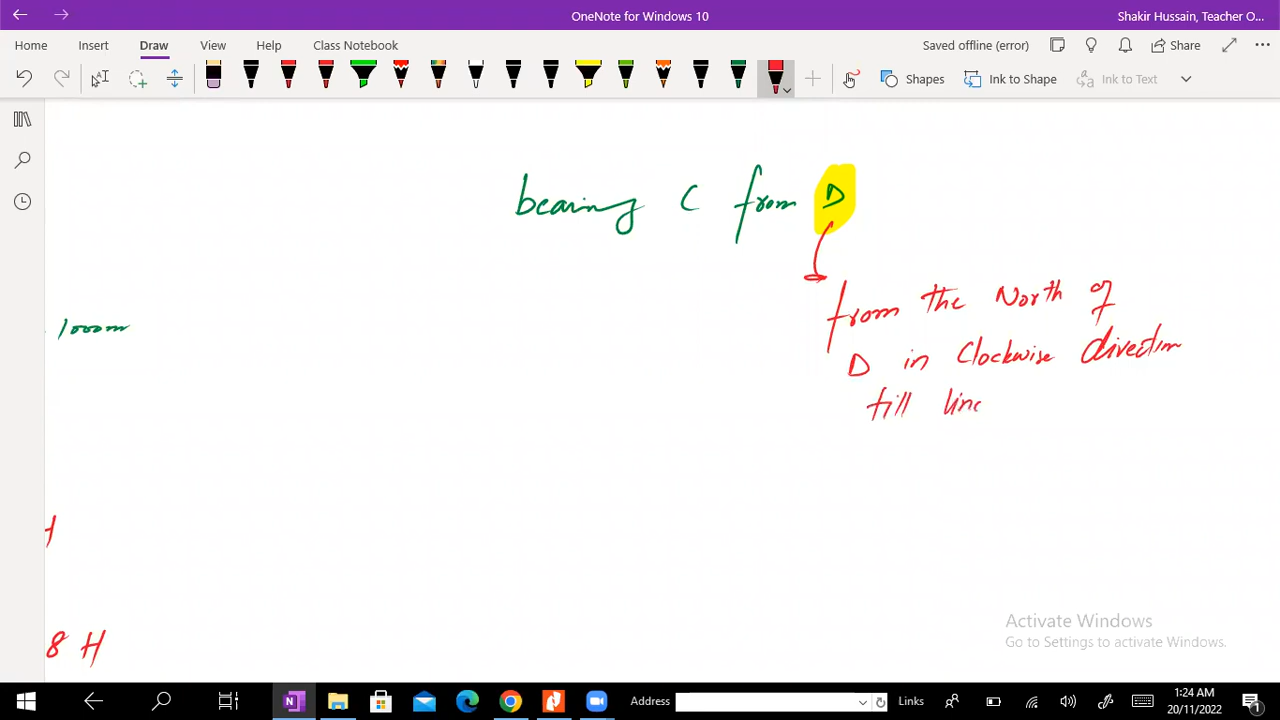 OneNote for Windows 10
Shakir Hussain, Teacher O...
Home Insert Draw View Help Class Notebook
Saved offline (error) Share
Shapes Ink to Shape Ink to Text
bearing C from D
from the North of
D in Clockwise direction
till line
1000m
H
8 H
Activate Windows
Go to Settings to activate Windows.
Address Links
1:24 AM
20/11/2022
1